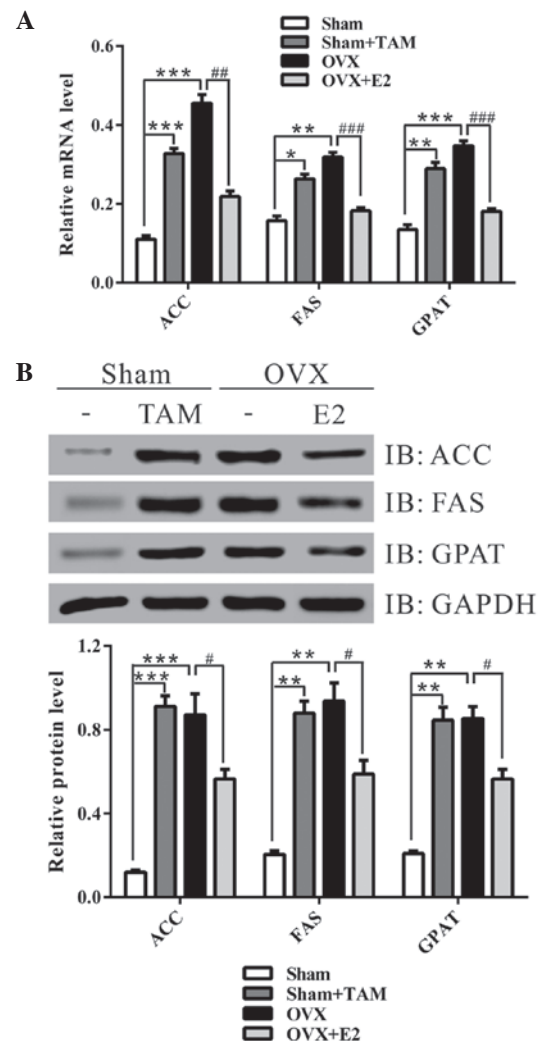 A
Sham
Sham+TAM
OVX
OVX+E2
Relative mRNA level
0.6
0.4
0.2
0.0
*** *** ##
** * ###
*** ** ###
ACC FAS GPAT
B
Sham OVX
- TAM - E2
IB: ACC
IB: FAS
IB: GPAT
IB: GAPDH
Relative protein level
1.2
0.8
0.4
0.0
*** *** #
** ** #
** ** #
ACC FAS GPAT
Sham
Sham+TAM
OVX
OVX+E2